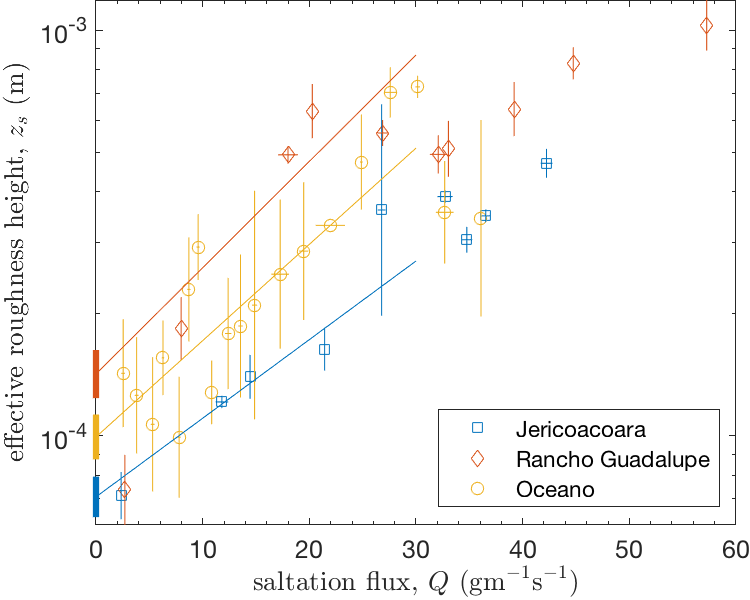 10⁻³
10⁻⁴
effective roughness height, zₛ (m)
Jericoacoara
Rancho Guadalupe
Oceano
0 10 20 30 40 50 60
saltation flux, Q (gm⁻¹s⁻¹)